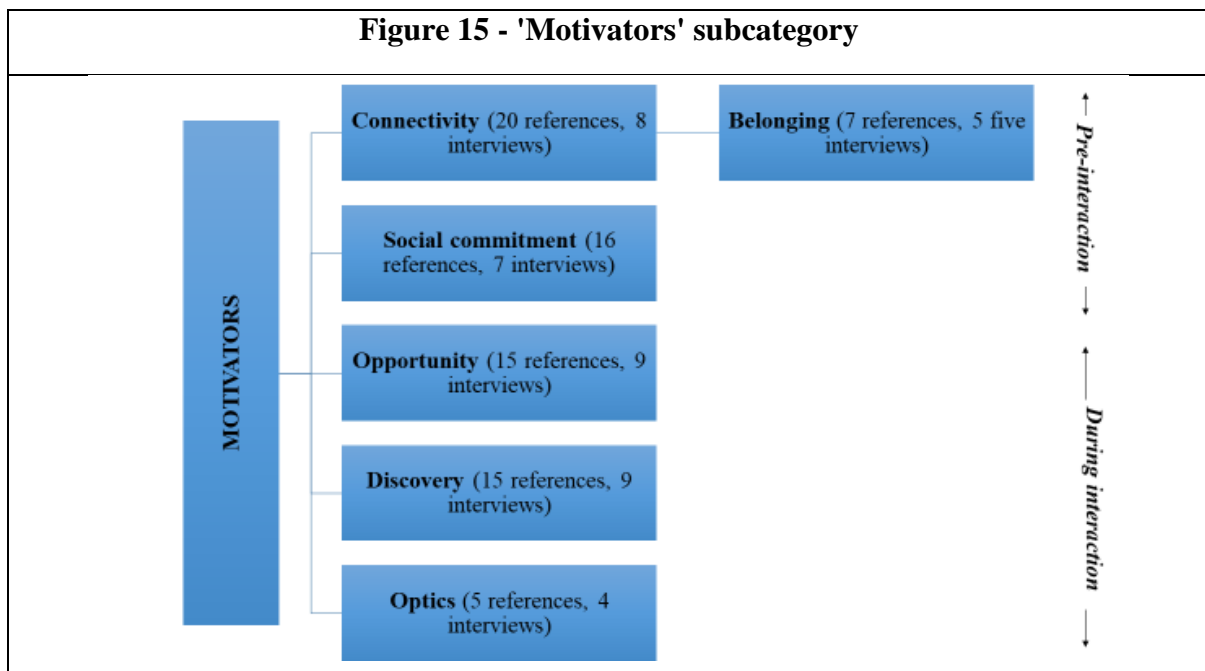 Figure 15 - 'Motivators' subcategory
MOTIVATORS
Connectivity (20 references, 8
interviews)
Belonging (7 references, 5 five
interviews)
Social commitment (16
references, 7 interviews)
Opportunity (15 references, 9
interviews)
Discovery (15 references, 9
interviews)
Optics (5 references, 4
interviews)
Pre-interaction
During interaction